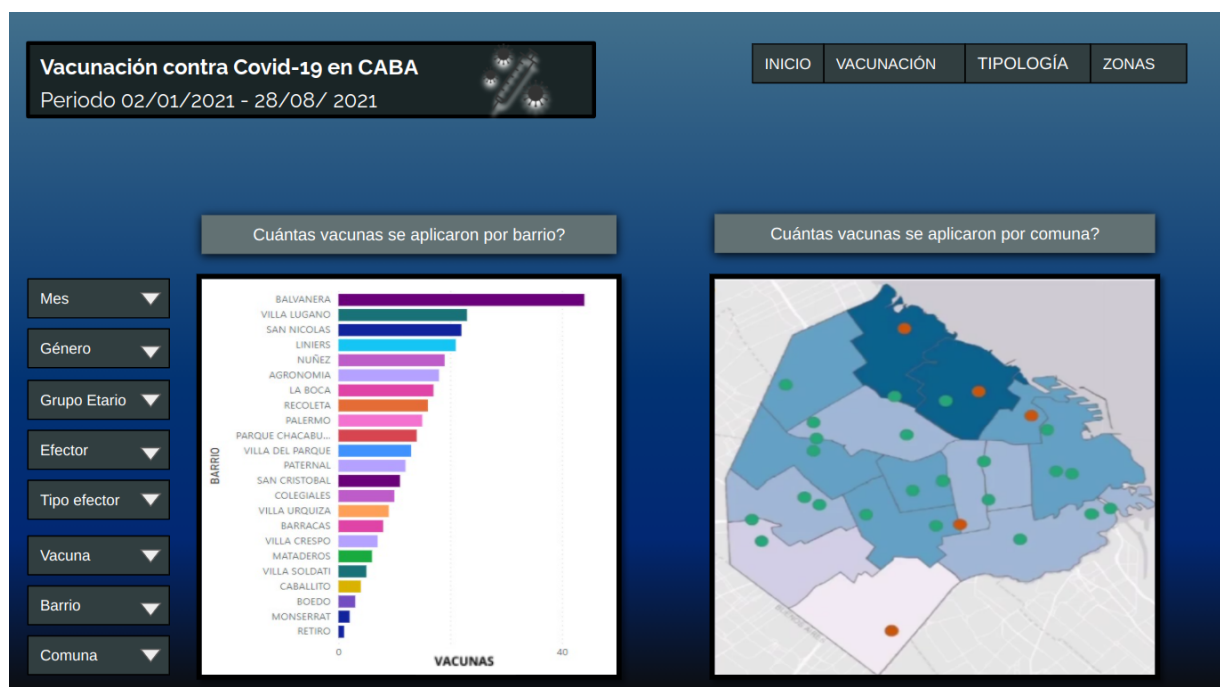 Vacunación contra Covid-19 en CABA
Periodo 02/01/2021 - 28/08/ 2021
INICIO
VACUNACIÓN
TIPOLOGÍA
ZONAS
Cuántas vacunas se aplicaron por barrio?
Cuántas vacunas se aplicaron por comuna?
Mes
Género
Grupo Etario
Efector
Tipo efector
Vacuna
Barrio
Comuna
BARRIO
BALVANERA
VILLA LUGANO
SAN NICOLAS
LINIERS
NUÑEZ
AGRONOMIA
LA BOCA
RECOLETA
PALERMO
PARQUE CHACABU...
VILLA DEL PARQUE
PATERNAL
SAN CRISTOBAL
COLEGIALES
VILLA URQUIZA
BARRACAS
VILLA CRESPO
MATADEROS
VILLA SOLDATI
CABALLITO
BOEDO
MONSERRAT
RETIRO
0
40
VACUNAS